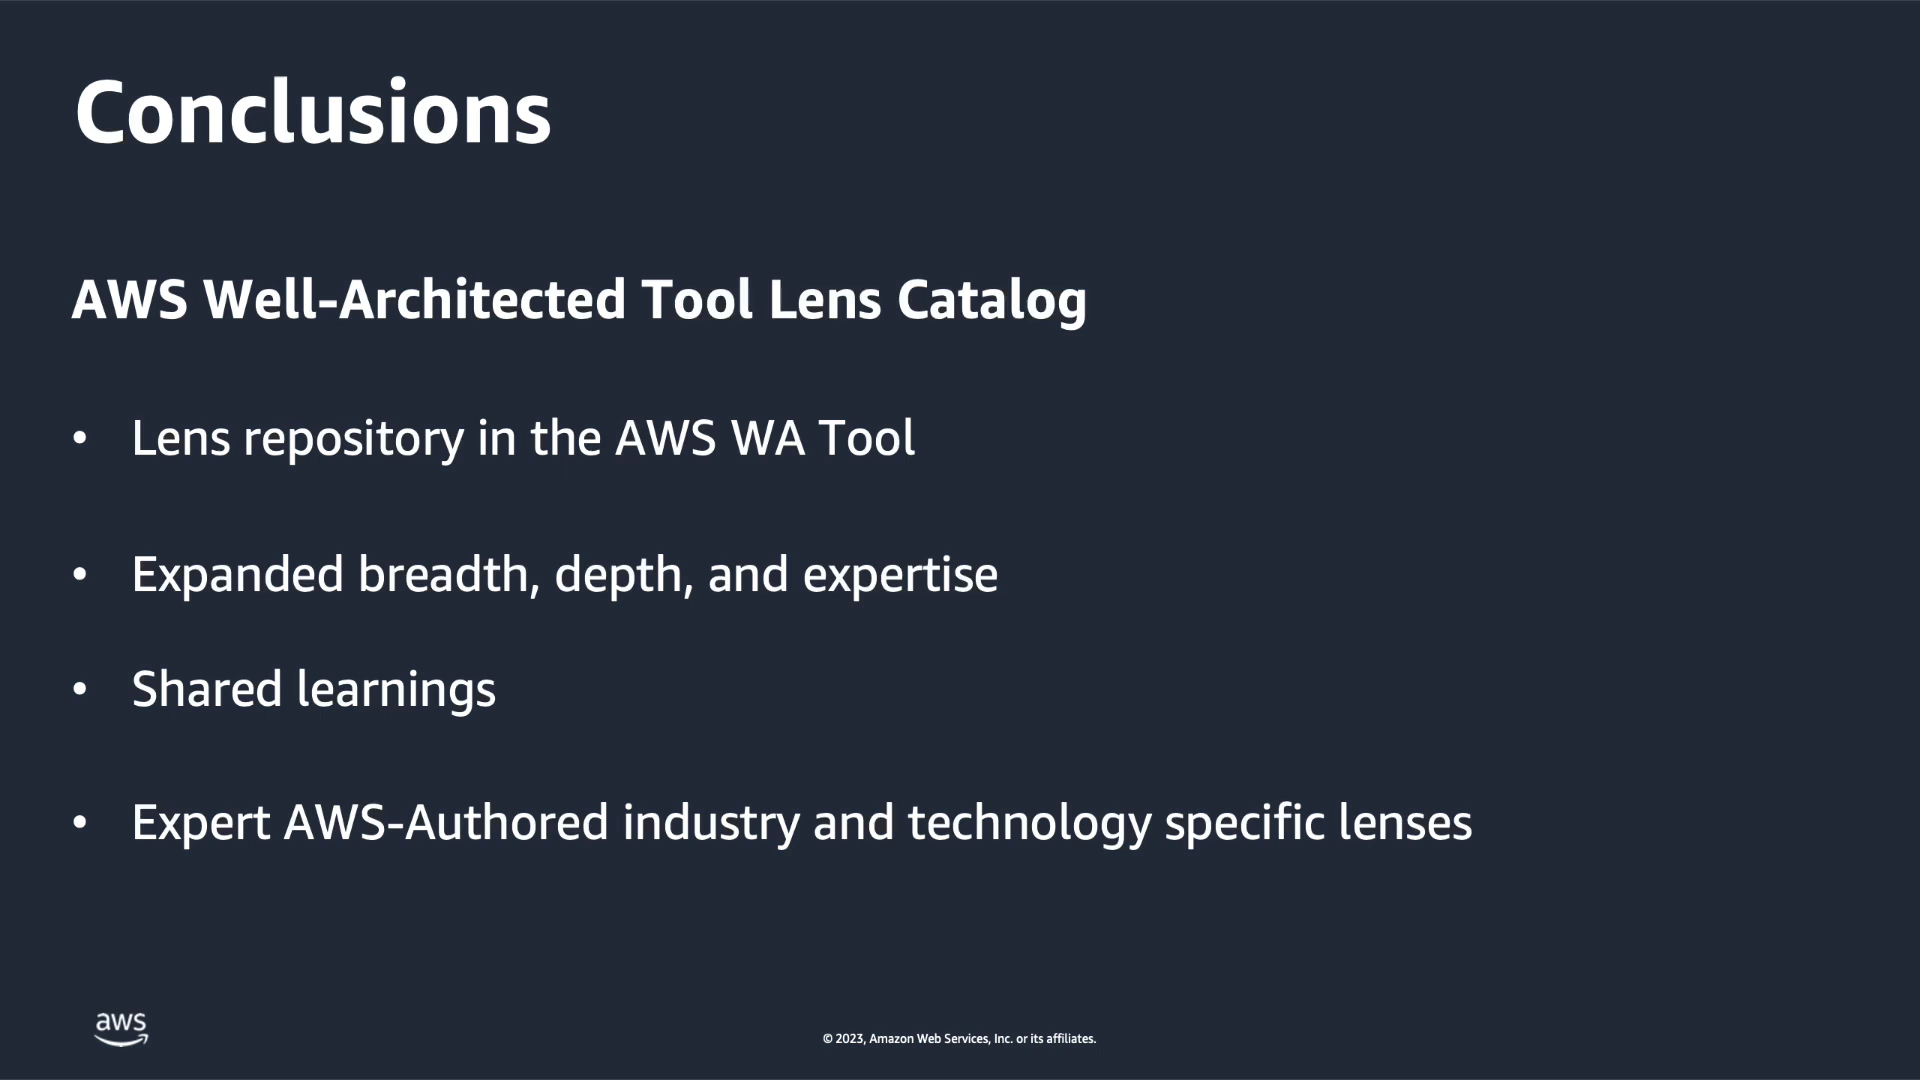 Conclusions
AWS Well-Architected Tool Lens Catalog
• Lens repository in the AWS WA Tool
• Expanded breadth, depth, and expertise
• Shared learnings
• Expert AWS-Authored industry and technology specific lenses
aws
© 2023, Amazon Web Services, Inc. or its affiliates.